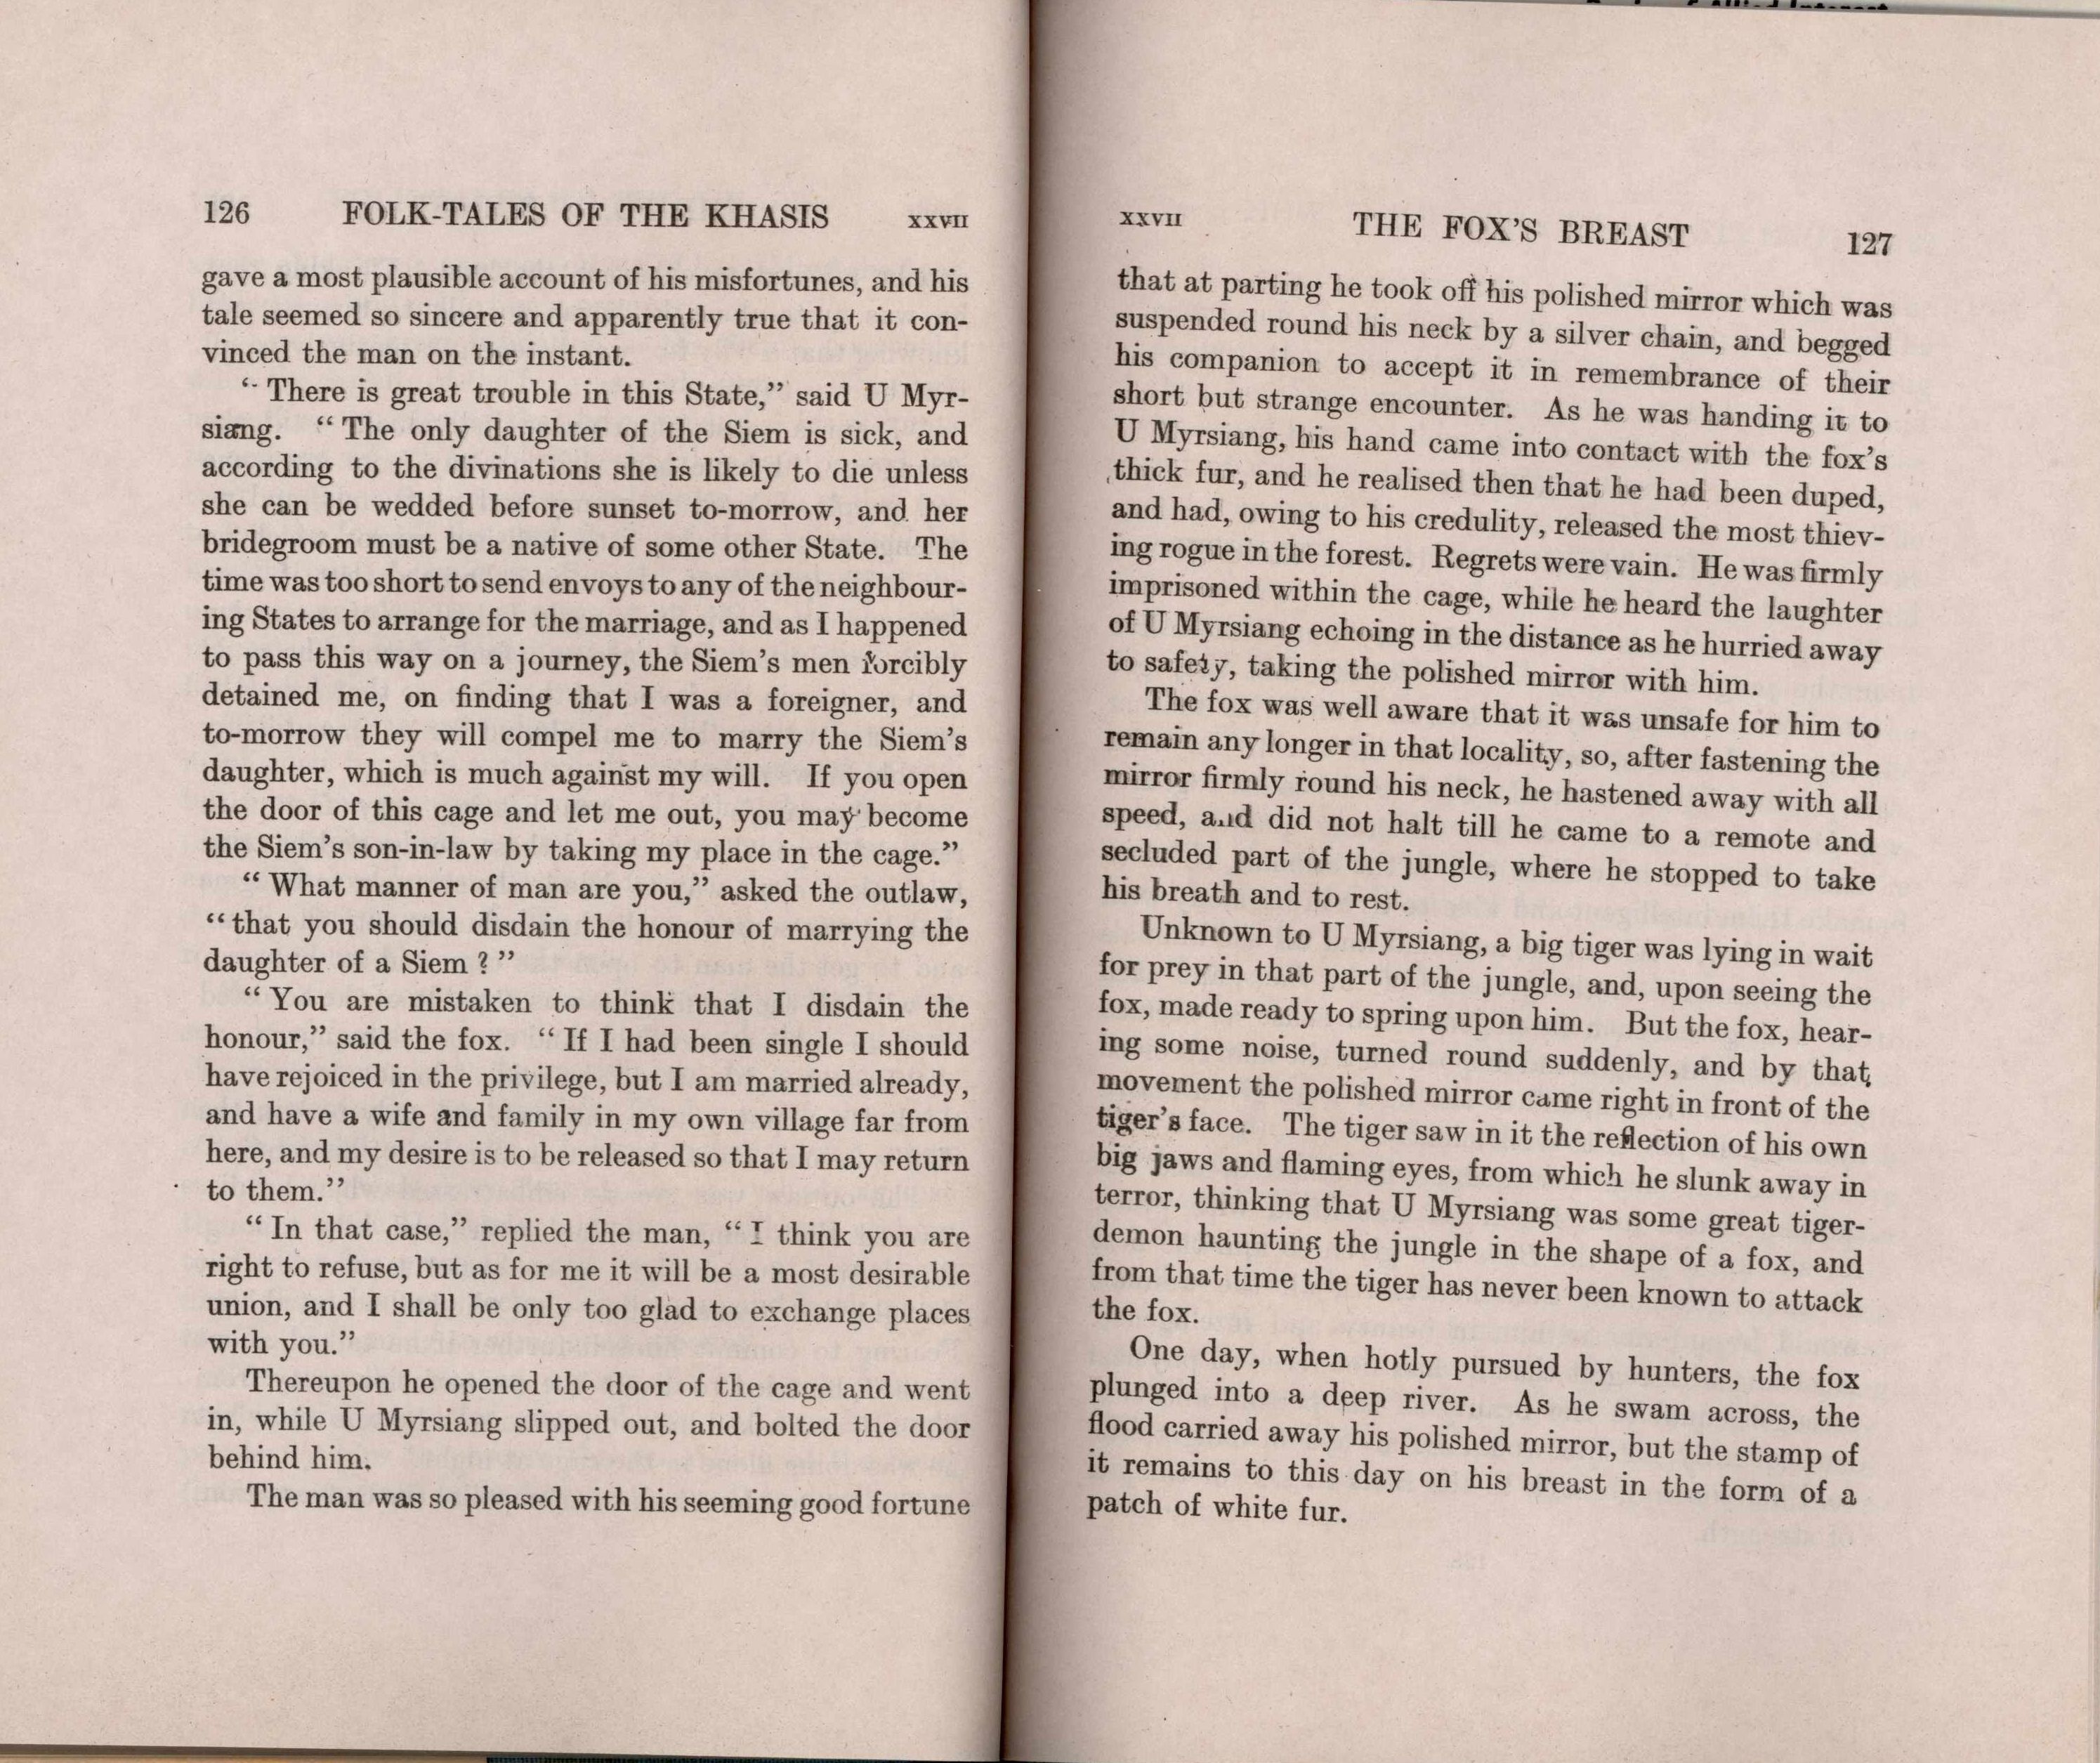 126 FOLK-TALES OF THE KHASIS XXVII
gave a most plausible account of his misfortunes, and his
tale seemed so sincere and apparently true that it con-
vinced the man on the instant.
“There is great trouble in this State,” said U Myr-
siang. “The only daughter of the Siem is sick, and
according to the divinations she is likely to die unless
she can be wedded before sunset to-morrow, and her
bridegroom must be a native of some other State. The
time was too short to send envoys to any of the neighbour-
ing States to arrange for the marriage, and as I happened
to pass this way on a journey, the Siem’s men forcibly
detained me, on finding that I was a foreigner, and
to-morrow they will compel me to marry the Siem’s
daughter, which is much against my will. If you open
the door of this cage and let me out, you may become
the Siem’s son-in-law by taking my place in the cage.”
“What manner of man are you,” asked the outlaw,
“that you should disdain the honour of marrying the
daughter of a Siem ?”
“You are mistaken to think that I disdain the
honour,” said the fox. “If I had been single I should
have rejoiced in the privilege, but I am married already,
and have a wife and family in my own village far from
here, and my desire is to be released so that I may return
to them.”
“In that case,” replied the man, “I think you are
right to refuse, but as for me it will be a most desirable
union, and I shall be only too glad to exchange places
with you.”
Thereupon he opened the door of the cage and went
in, while U Myrsiang slipped out, and bolted the door
behind him.
The man was so pleased with his seeming good fortune
XXVII THE FOX’S BREAST 127
that at parting he took off his polished mirror which was
suspended round his neck by a silver chain, and begged
his companion to accept it in remembrance of their
short but strange encounter. As he was handing it to
U Myrsiang, his hand came into contact with the fox’s
thick fur, and he realised then that he had been duped,
and had, owing to his credulity, released the most thiev-
ing rogue in the forest. Regrets were vain. He was firmly
imprisoned within the cage, while he heard the laughter
of U Myrsiang echoing in the distance as he hurried away
to safety, taking the polished mirror with him.
The fox was well aware that it was unsafe for him to
remain any longer in that locality, so, after fastening the
mirror firmly round his neck, he hastened away with all
speed, and did not halt till he came to a remote and
secluded part of the jungle, where he stopped to take
his breath and to rest.
Unknown to U Myrsiang, a big tiger was lying in wait
for prey in that part of the jungle, and, upon seeing the
fox, made ready to spring upon him. But the fox, hear-
ing some noise, turned round suddenly, and by that
movement the polished mirror came right in front of the
tiger’s face. The tiger saw in it the reflection of his own
big jaws and flaming eyes, from which he slunk away in
terror, thinking that U Myrsiang was some great tiger-
demon haunting the jungle in the shape of a fox, and
from that time the tiger has never been known to attack
the fox.
One day, when hotly pursued by hunters, the fox
plunged into a deep river. As he swam across, the
flood carried away his polished mirror, but the stamp of
it remains to this day on his breast in the form of a
patch of white fur.